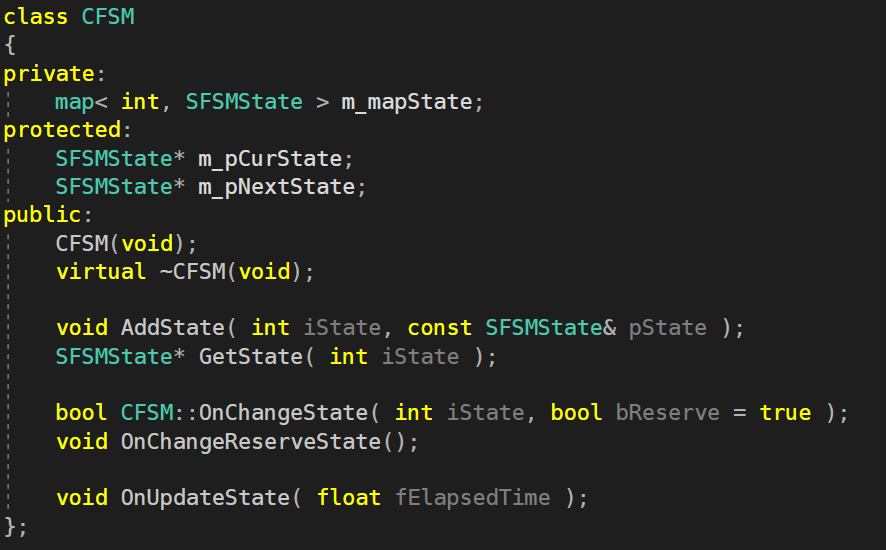 class CFSM
{
private:
    map< int, SFSMState > m_mapState;
protected:
    SFSMState* m_pCurState;
    SFSMState* m_pNextState;
public:
    CFSM(void);
    virtual ~CFSM(void);

    void AddState( int iState, const SFSMState& pState );
    SFSMState* GetState( int iState );

    bool CFSM::OnChangeState( int iState, bool bReserve = true );
    void OnChangeReserveState();

    void OnUpdateState( float fElapsedTime );
};